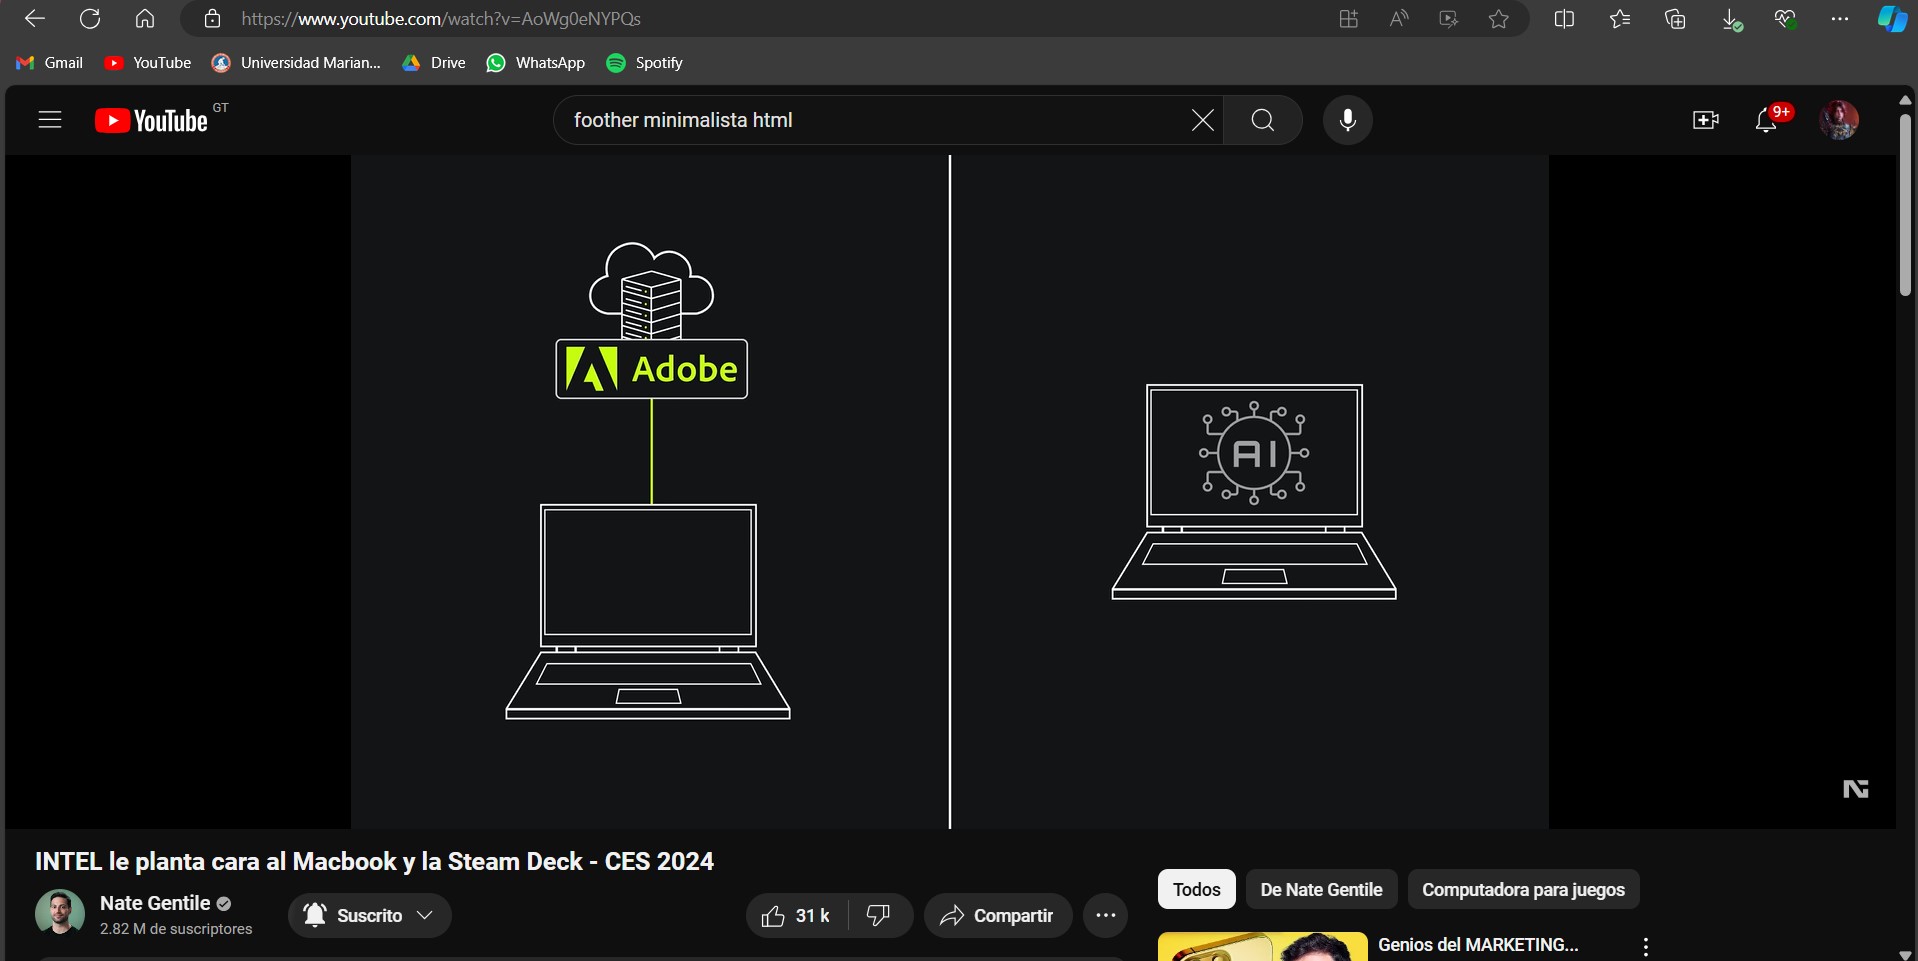 https://www.youtube.com/watch?v=AoWg0eNYPQs
Gmail YouTube Universidad Marian... Drive WhatsApp Spotify
YouTube GT
foother minimalista html
9+
Adobe
AI
INTEL le planta cara al Macbook y la Steam Deck - CES 2024
Nate Gentile
2.82 M de suscriptores
Suscrito
31 k
Compartir
Todos De Nate Gentile Computadora para juegos
Genios del MARKETING...